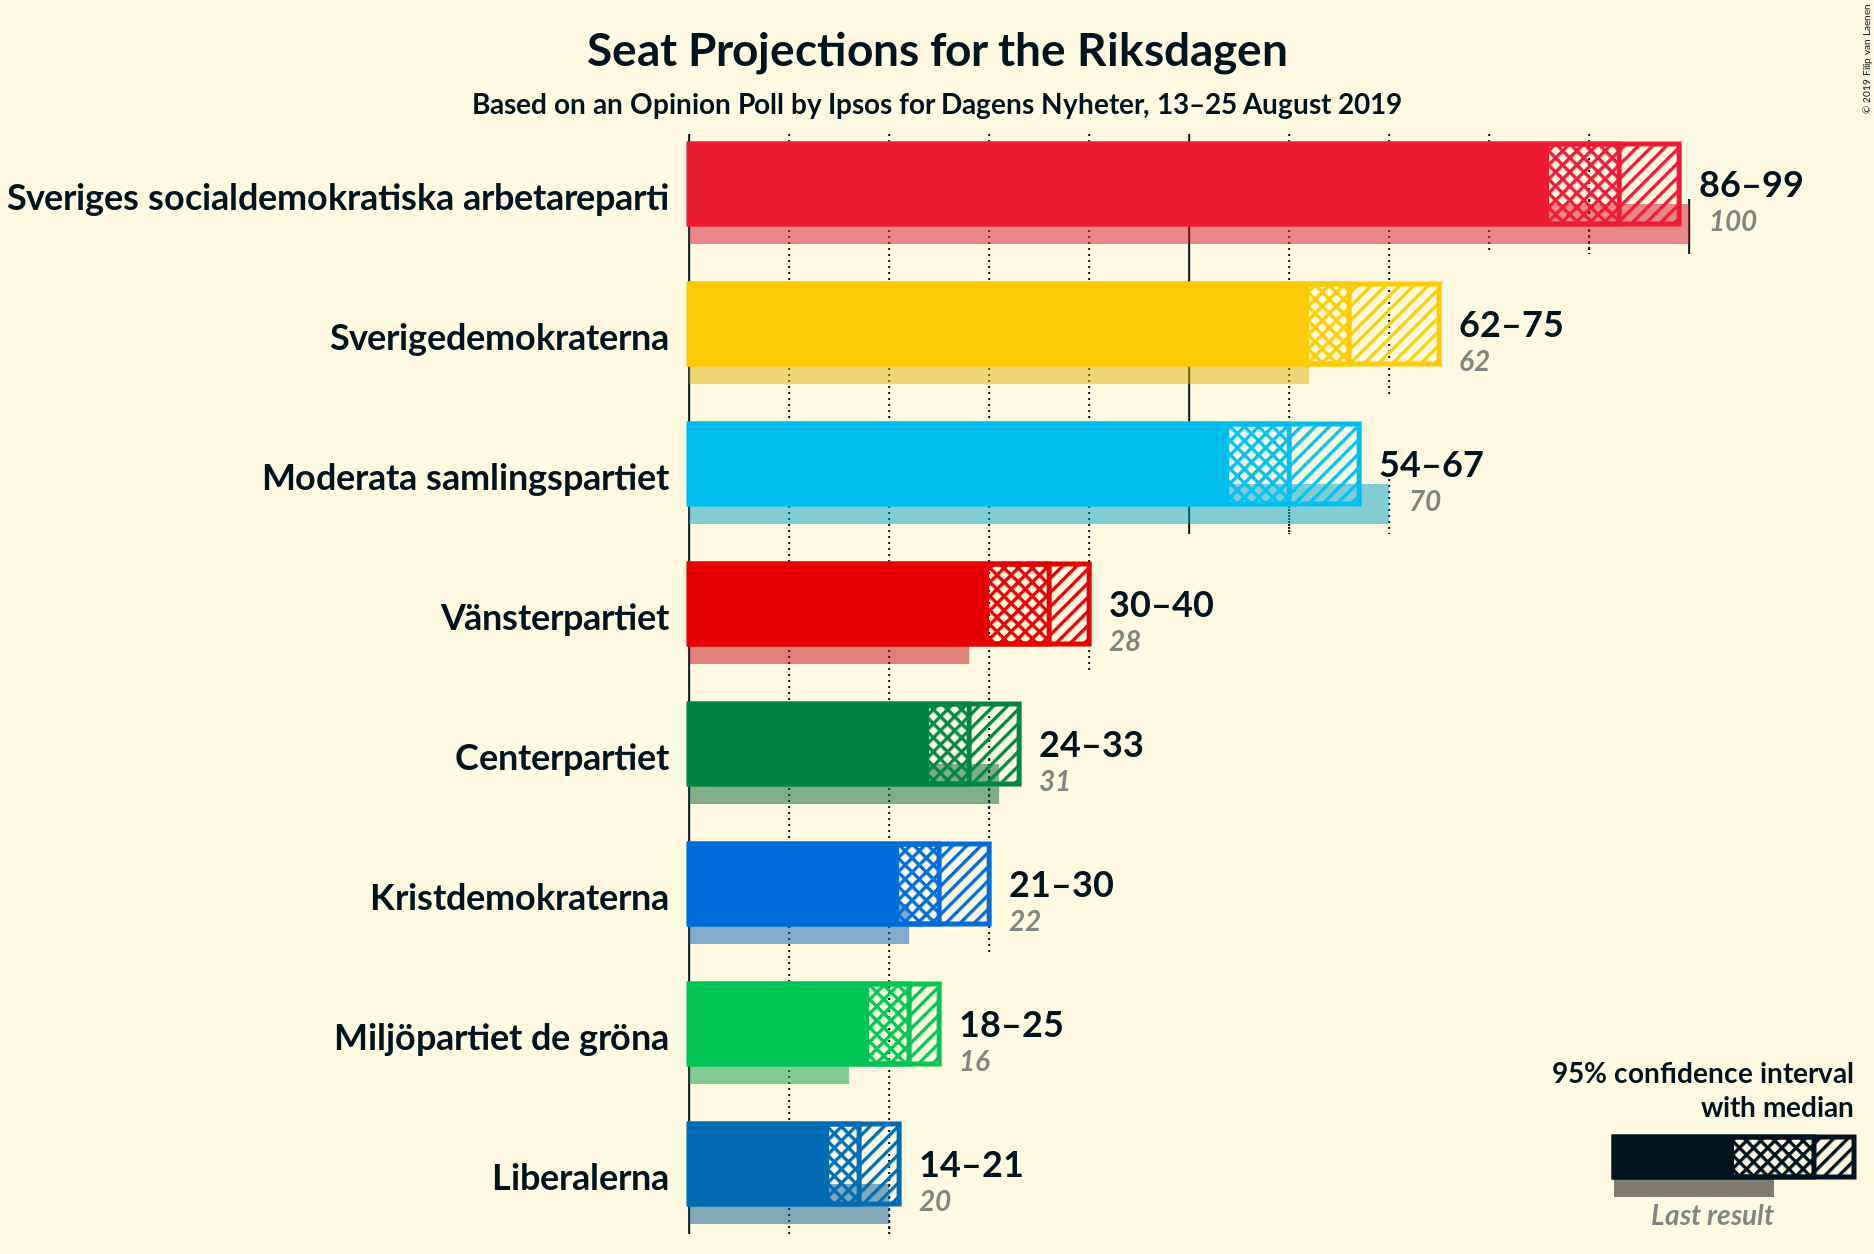 Seat Projections for the Riksdagen
Based on an Opinion Poll by Ipsos for Dagens Nyheter, 13–25 August 2019
© 2019 Filip van Laenen
Sveriges socialdemokratiska arbetareparti
86–99
100
Sverigedemokraterna
62–75
62
Moderata samlingspartiet
54–67
70
Vänsterpartiet
30–40
28
Centerpartiet
24–33
31
Kristdemokraterna
21–30
22
Miljöpartiet de gröna
18–25
16
Liberalerna
14–21
20
95% confidence interval
with median
Last result